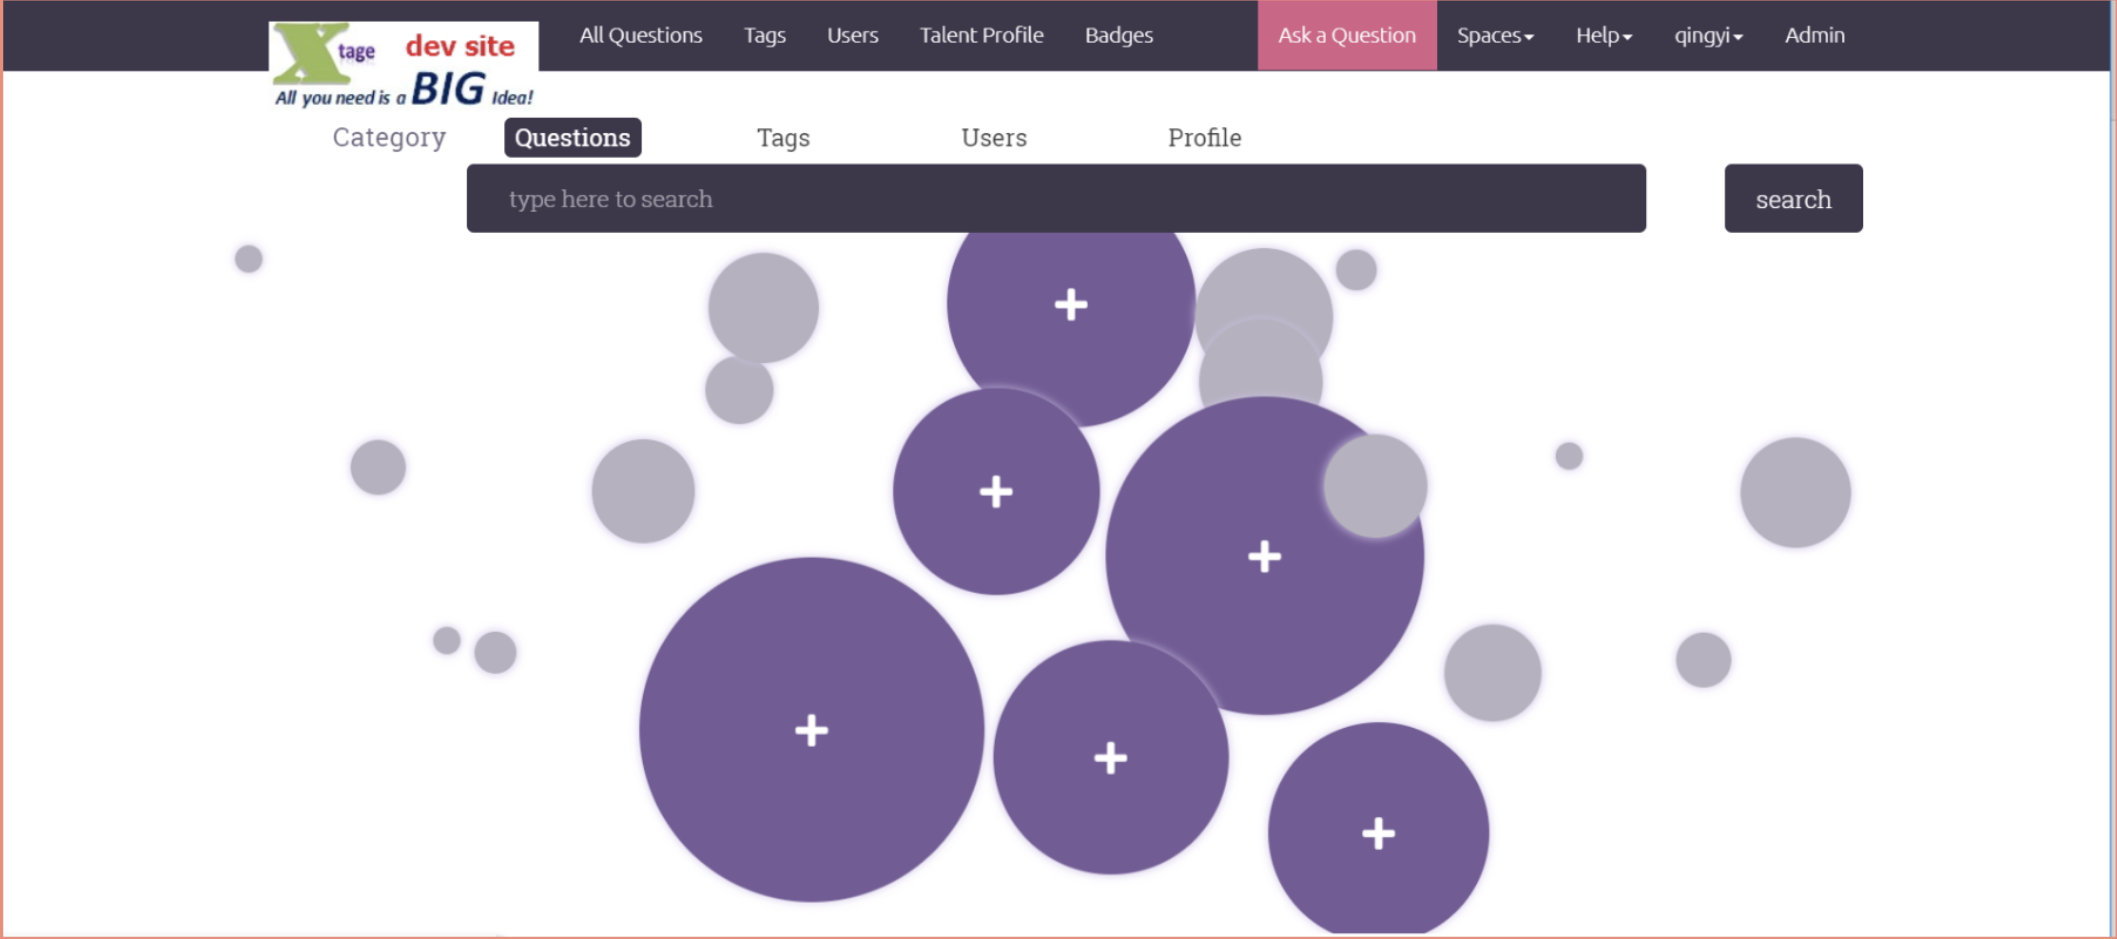 All Questions Tags Users Talent Profile Badges Ask a Question Spaces Help qingyi Admin
Xtage dev site
All you need is a BIG Idea!
Category Questions Tags Users Profile
type here to search search
+
+
+
+
+
+